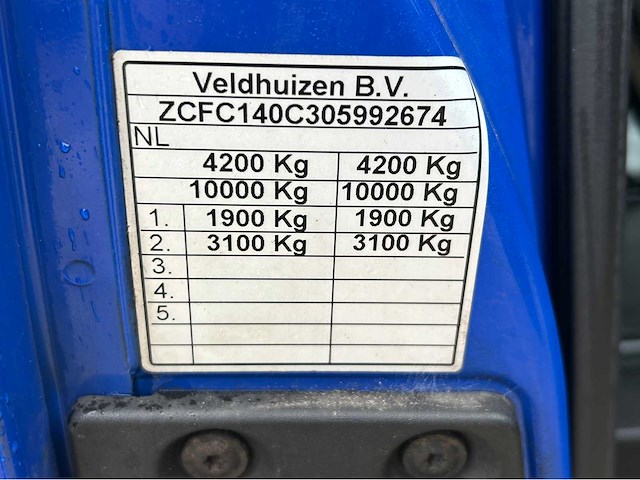 Veldhuizen B.V.
ZCFC140C305992674
NL
4200 Kg 4200 Kg
10000 Kg 10000 Kg
1. 1900 Kg 1900 Kg
2. 3100 Kg 3100 Kg
3.
4.
5.